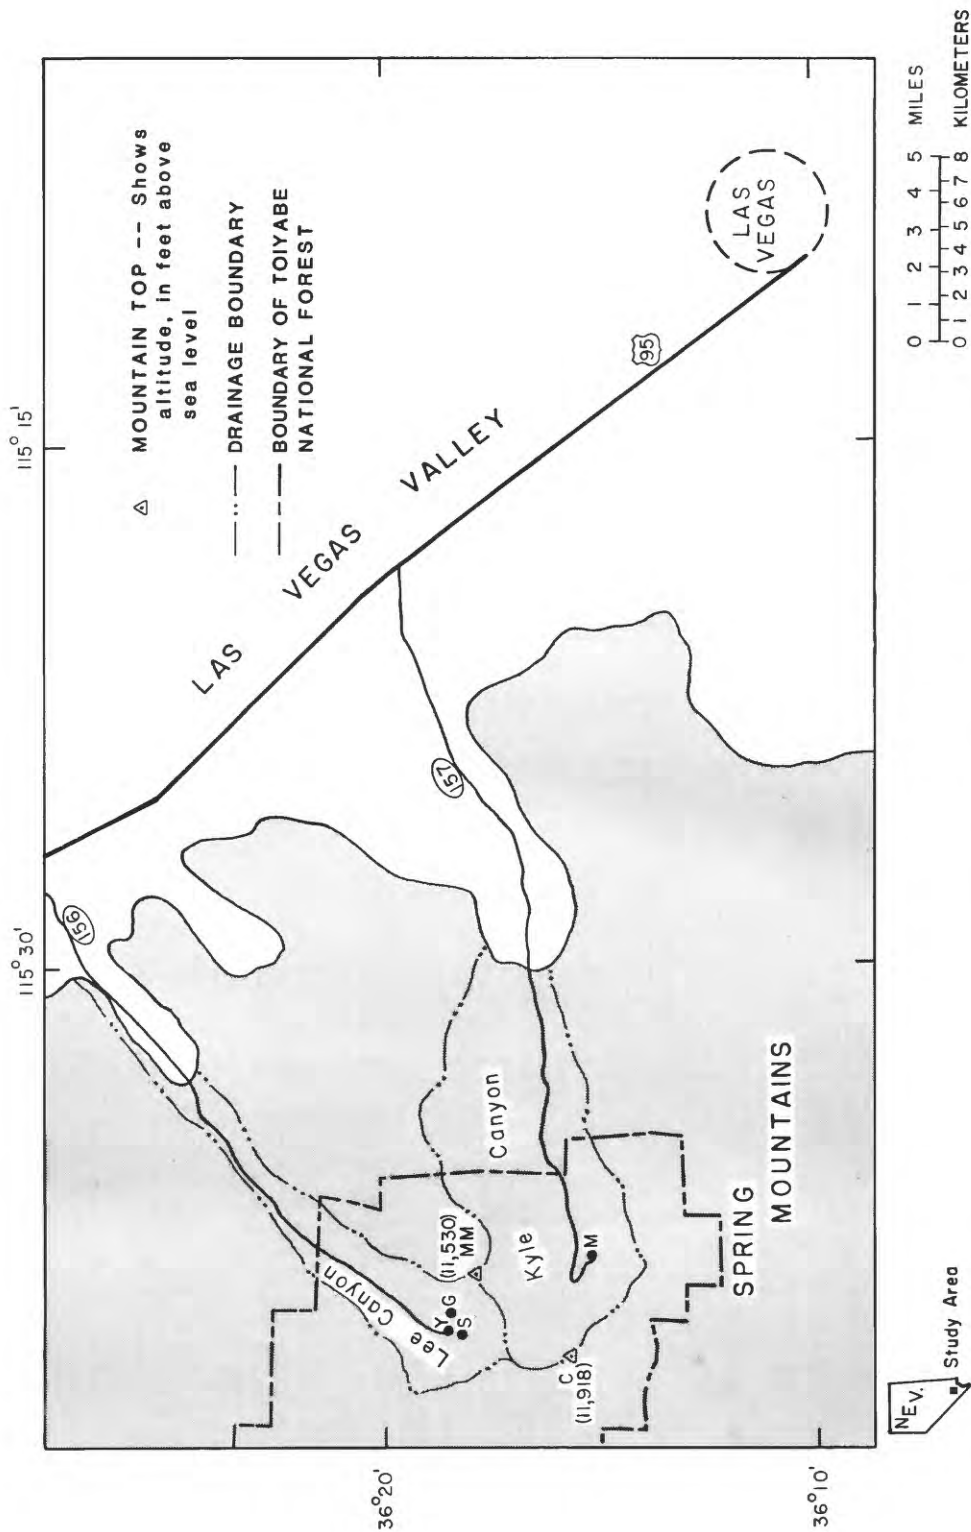 115° 30'
115° 15'
36° 20'
36° 10'
MOUNTAIN TOP -- Shows
altitude, in feet above
sea level
DRAINAGE BOUNDARY
BOUNDARY OF TOIYABE
NATIONAL FOREST
156
LAS VEGAS VALLEY
157
95
LAS
VEGAS
Lee Canyon
Y
G
S
(11,530)
MM
Kyle Canyon
M
C
(11,918)
SPRING
MOUNTAINS
NEV.
Study Area
0 1 2 3 4 5 MILES
0 1 2 3 4 5 6 7 8 KILOMETERS